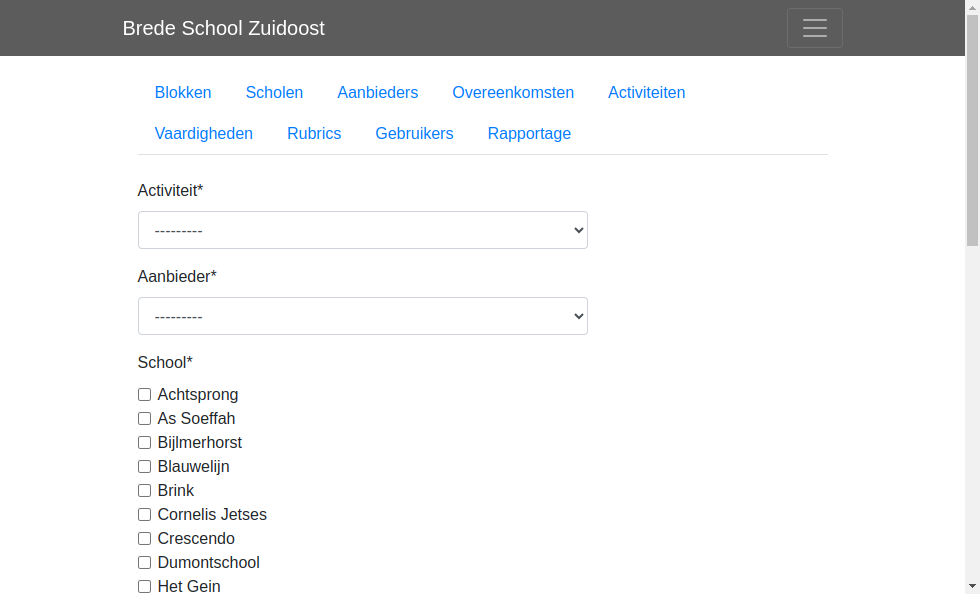 Brede School Zuidoost
Blokken Scholen Aanbieders Overeenkomsten Activiteiten
Vaardigheden Rubrics Gebruikers Rapportage
Activiteit*
---------
Aanbieder*
---------
School*
Achtsprong
As Soeffah
Bijlmerhorst
Blauwelijn
Brink
Cornelis Jetses
Crescendo
Dumontschool
Het Gein